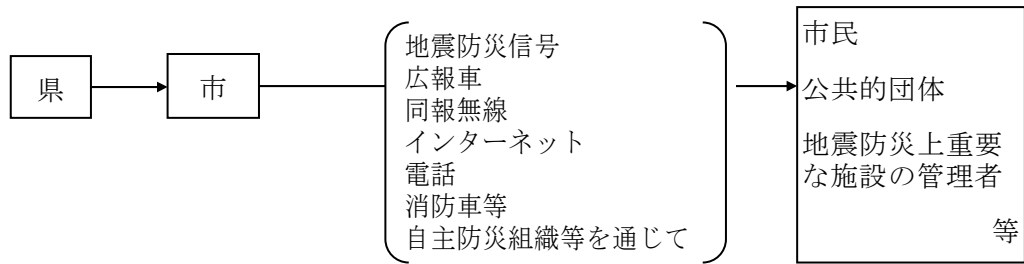 県
市
地震防災信号
広報車
同報無線
インターネット
電話
消防車等
自主防災組織等を通じて
市民
公共的団体
地震防災上重要
な施設の管理者
等